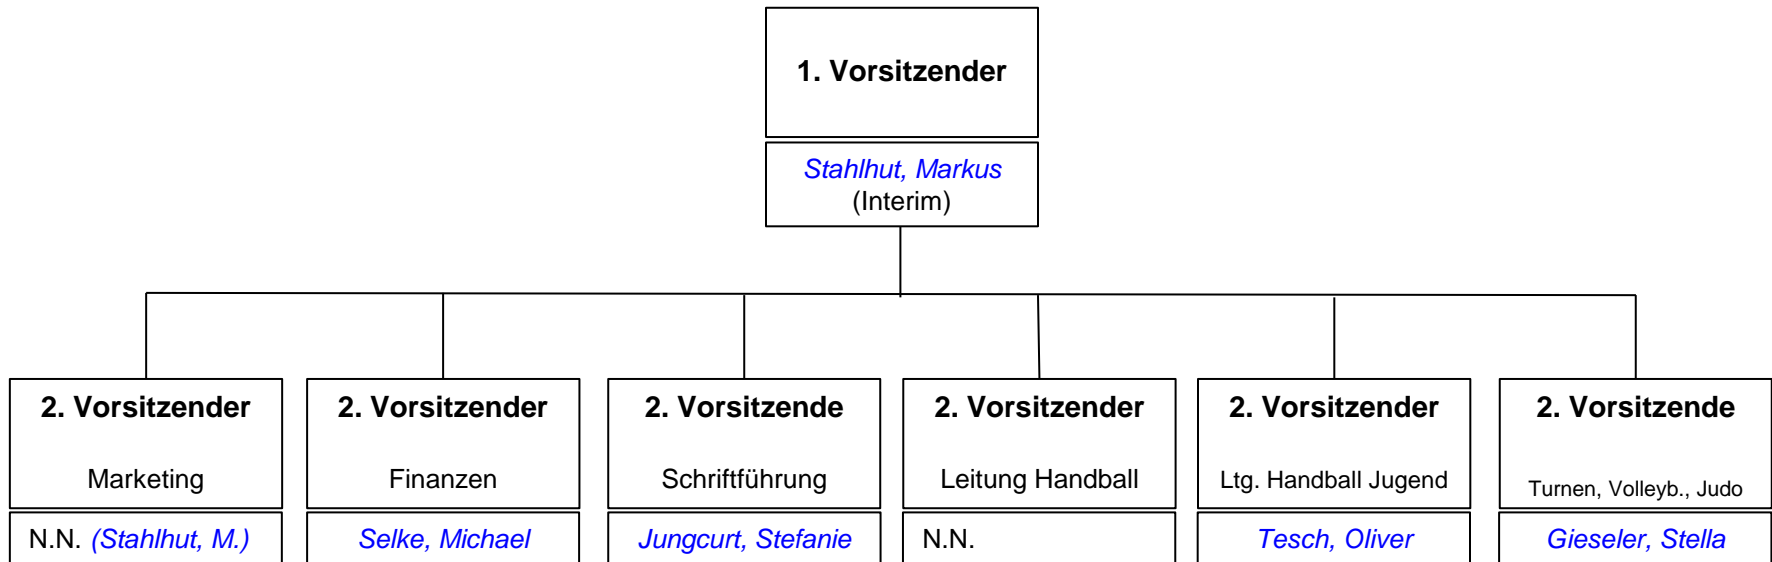 1. Vorsitzender
Stahlhut, Markus
(Interim)
2. Vorsitzender
Marketing
N.N. (Stahlhut, M.)
2. Vorsitzender
Finanzen
Selke, Michael
2. Vorsitzende
Schriftführung
Jungcurt, Stefanie
2. Vorsitzender
Leitung Handball
N.N.
2. Vorsitzender
Ltg. Handball Jugend
Tesch, Oliver
2. Vorsitzende
Turnen, Volleyb., Judo
Gieseler, Stella